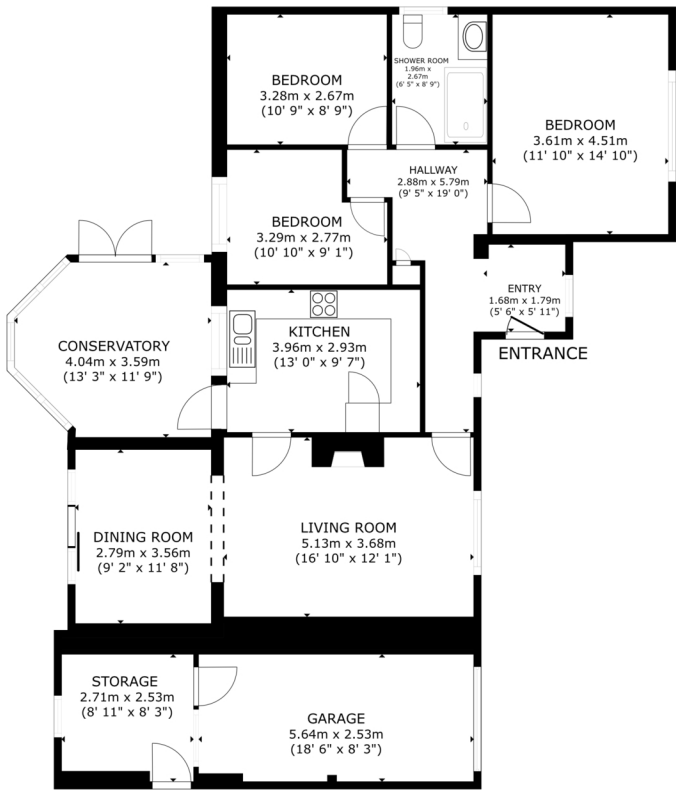 BEDROOM
3.28m x 2.67m
(10' 9" x 8' 9")
SHOWER ROOM
1.96m x
2.67m
(6' 5" x 8' 9")
BEDROOM
3.61m x 4.51m
(11' 10" x 14' 10")
HALLWAY
2.88m x 5.79m
(9' 5" x 19' 0")
BEDROOM
3.29m x 2.77m
(10' 10" x 9' 1")
ENTRY
1.68m x 1.79m
(5' 6" x 5' 11")
ENTRANCE
CONSERVATORY
4.04m x 3.59m
(13' 3" x 11' 9")
KITCHEN
3.96m x 2.93m
(13' 0" x 9' 7")
DINING ROOM
2.79m x 3.56m
(9' 2" x 11' 8")
LIVING ROOM
5.13m x 3.68m
(16' 10" x 12' 1")
STORAGE
2.71m x 2.53m
(8' 11" x 8' 3")
GARAGE
5.64m x 2.53m
(18' 6" x 8' 3")